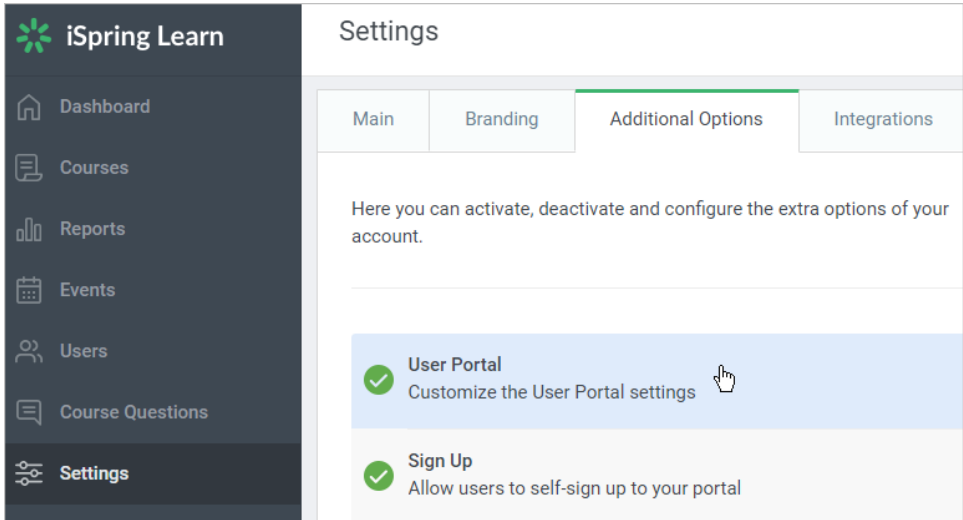 iSpring Learn
Dashboard
Courses
Reports
Events
Users
Course Questions
Settings
Settings
Main
Branding
Additional Options
Integrations
Here you can activate, deactivate and configure the extra options of your
account.
User Portal
Customize the User Portal settings
Sign Up
Allow users to self-sign up to your portal